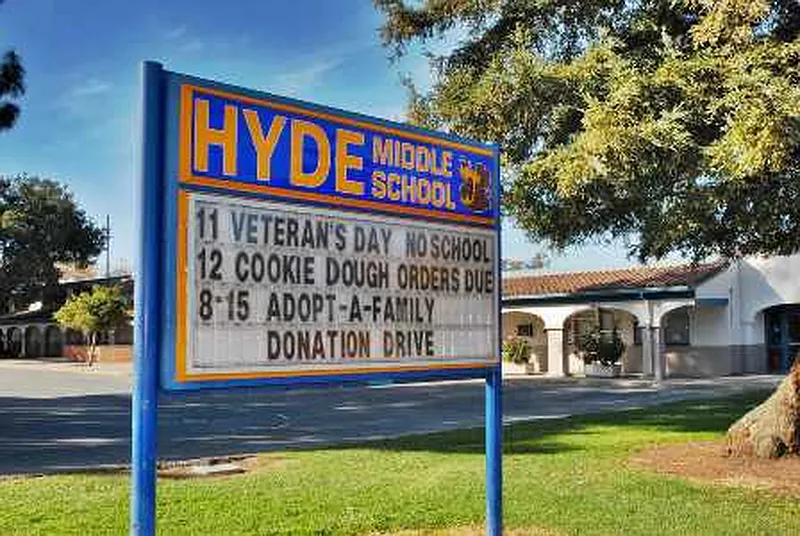 HYDE MIDDLE SCHOOL
11 VETERAN'S DAY NO SCHOOL
12 COOKIE DOUGH ORDERS DUE
8-15 ADOPT-A-FAMILY
DONATION DRIVE